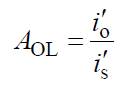 A_OL = i′_o / i′_s